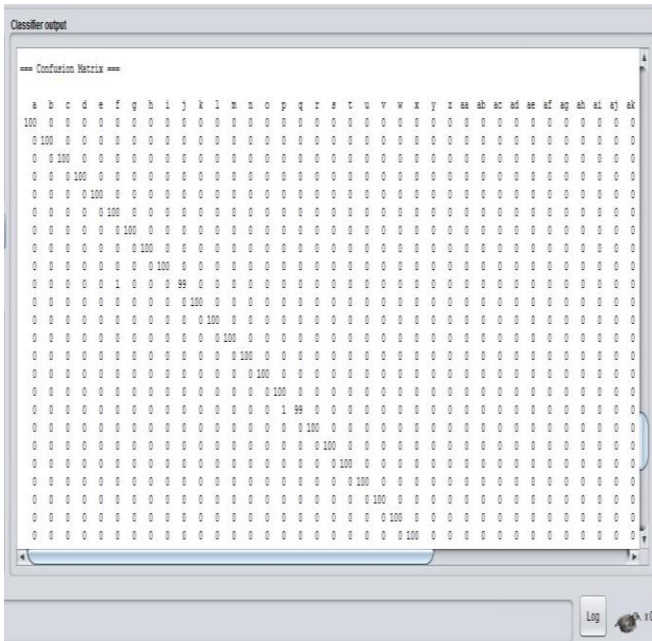 Classifier output
=== Confusion Matrix ===
a b c d e f g h i j k l m n o p q r s t u v w x y z aa ab ac ad ae af ag ah ai aj ak
100 0 0 0 0 0 0 0 0 0 0 0 0 0 0 0 0 0 0 0 0 0 0 0 0 0 0 0 0 0 0 0 0 0 0 0 0
0 100 0 0 0 0 0 0 0 0 0 0 0 0 0 0 0 0 0 0 0 0 0 0 0 0 0 0 0 0 0 0 0 0 0 0 0
0 0 100 0 0 0 0 0 0 0 0 0 0 0 0 0 0 0 0 0 0 0 0 0 0 0 0 0 0 0 0 0 0 0 0 0 0
0 0 0 100 0 0 0 0 0 0 0 0 0 0 0 0 0 0 0 0 0 0 0 0 0 0 0 0 0 0 0 0 0 0 0 0 0
0 0 0 0 100 0 0 0 0 0 0 0 0 0 0 0 0 0 0 0 0 0 0 0 0 0 0 0 0 0 0 0 0 0 0 0 0
0 0 0 0 0 100 0 0 0 0 0 0 0 0 0 0 0 0 0 0 0 0 0 0 0 0 0 0 0 0 0 0 0 0 0 0 0
0 0 0 0 0 0 100 0 0 0 0 0 0 0 0 0 0 0 0 0 0 0 0 0 0 0 0 0 0 0 0 0 0 0 0 0 0
0 0 0 0 0 0 0 100 0 0 0 0 0 0 0 0 0 0 0 0 0 0 0 0 0 0 0 0 0 0 0 0 0 0 0 0 0
0 0 0 0 0 0 0 0 100 0 0 0 0 0 0 0 0 0 0 0 0 0 0 0 0 0 0 0 0 0 0 0 0 0 0 0 0
0 0 0 0 0 1 0 0 0 99 0 0 0 0 0 0 0 0 0 0 0 0 0 0 0 0 0 0 0 0 0 0 0 0 0 0 0
0 0 0 0 0 0 0 0 0 0 100 0 0 0 0 0 0 0 0 0 0 0 0 0 0 0 0 0 0 0 0 0 0 0 0 0 0
0 0 0 0 0 0 0 0 0 0 0 100 0 0 0 0 0 0 0 0 0 0 0 0 0 0 0 0 0 0 0 0 0 0 0 0 0
0 0 0 0 0 0 0 0 0 0 0 0 100 0 0 0 0 0 0 0 0 0 0 0 0 0 0 0 0 0 0 0 0 0 0 0 0
0 0 0 0 0 0 0 0 0 0 0 0 0 100 0 0 0 0 0 0 0 0 0 0 0 0 0 0 0 0 0 0 0 0 0 0 0
0 0 0 0 0 0 0 0 0 0 0 0 0 0 100 0 0 0 0 0 0 0 0 0 0 0 0 0 0 0 0 0 0 0 0 0 0
0 0 0 0 0 0 0 0 0 0 0 0 0 0 0 100 0 0 0 0 0 0 0 0 0 0 0 0 0 0 0 0 0 0 0 0 0
0 0 0 0 0 0 0 0 0 0 0 0 0 0 0 1 99 0 0 0 0 0 0 0 0 0 0 0 0 0 0 0 0 0 0 0 0
0 0 0 0 0 0 0 0 0 0 0 0 0 0 0 0 0 100 0 0 0 0 0 0 0 0 0 0 0 0 0 0 0 0 0 0 0
0 0 0 0 0 0 0 0 0 0 0 0 0 0 0 0 0 0 100 0 0 0 0 0 0 0 0 0 0 0 0 0 0 0 0 0 0
0 0 0 0 0 0 0 0 0 0 0 0 0 0 0 0 0 0 0 100 0 0 0 0 0 0 0 0 0 0 0 0 0 0 0 0 0
0 0 0 0 0 0 0 0 0 0 0 0 0 0 0 0 0 0 0 0 100 0 0 0 0 0 0 0 0 0 0 0 0 0 0 0 0
0 0 0 0 0 0 0 0 0 0 0 0 0 0 0 0 0 0 0 0 0 100 0 0 0 0 0 0 0 0 0 0 0 0 0 0 0
0 0 0 0 0 0 0 0 0 0 0 0 0 0 0 0 0 0 0 0 0 0 100 0 0 0 0 0 0 0 0 0 0 0 0 0 0
0 0 0 0 0 0 0 0 0 0 0 0 0 0 0 0 0 0 0 0 0 0 0 100 0 0 0 0 0 0 0 0 0 0 0 0 0
Log x 0